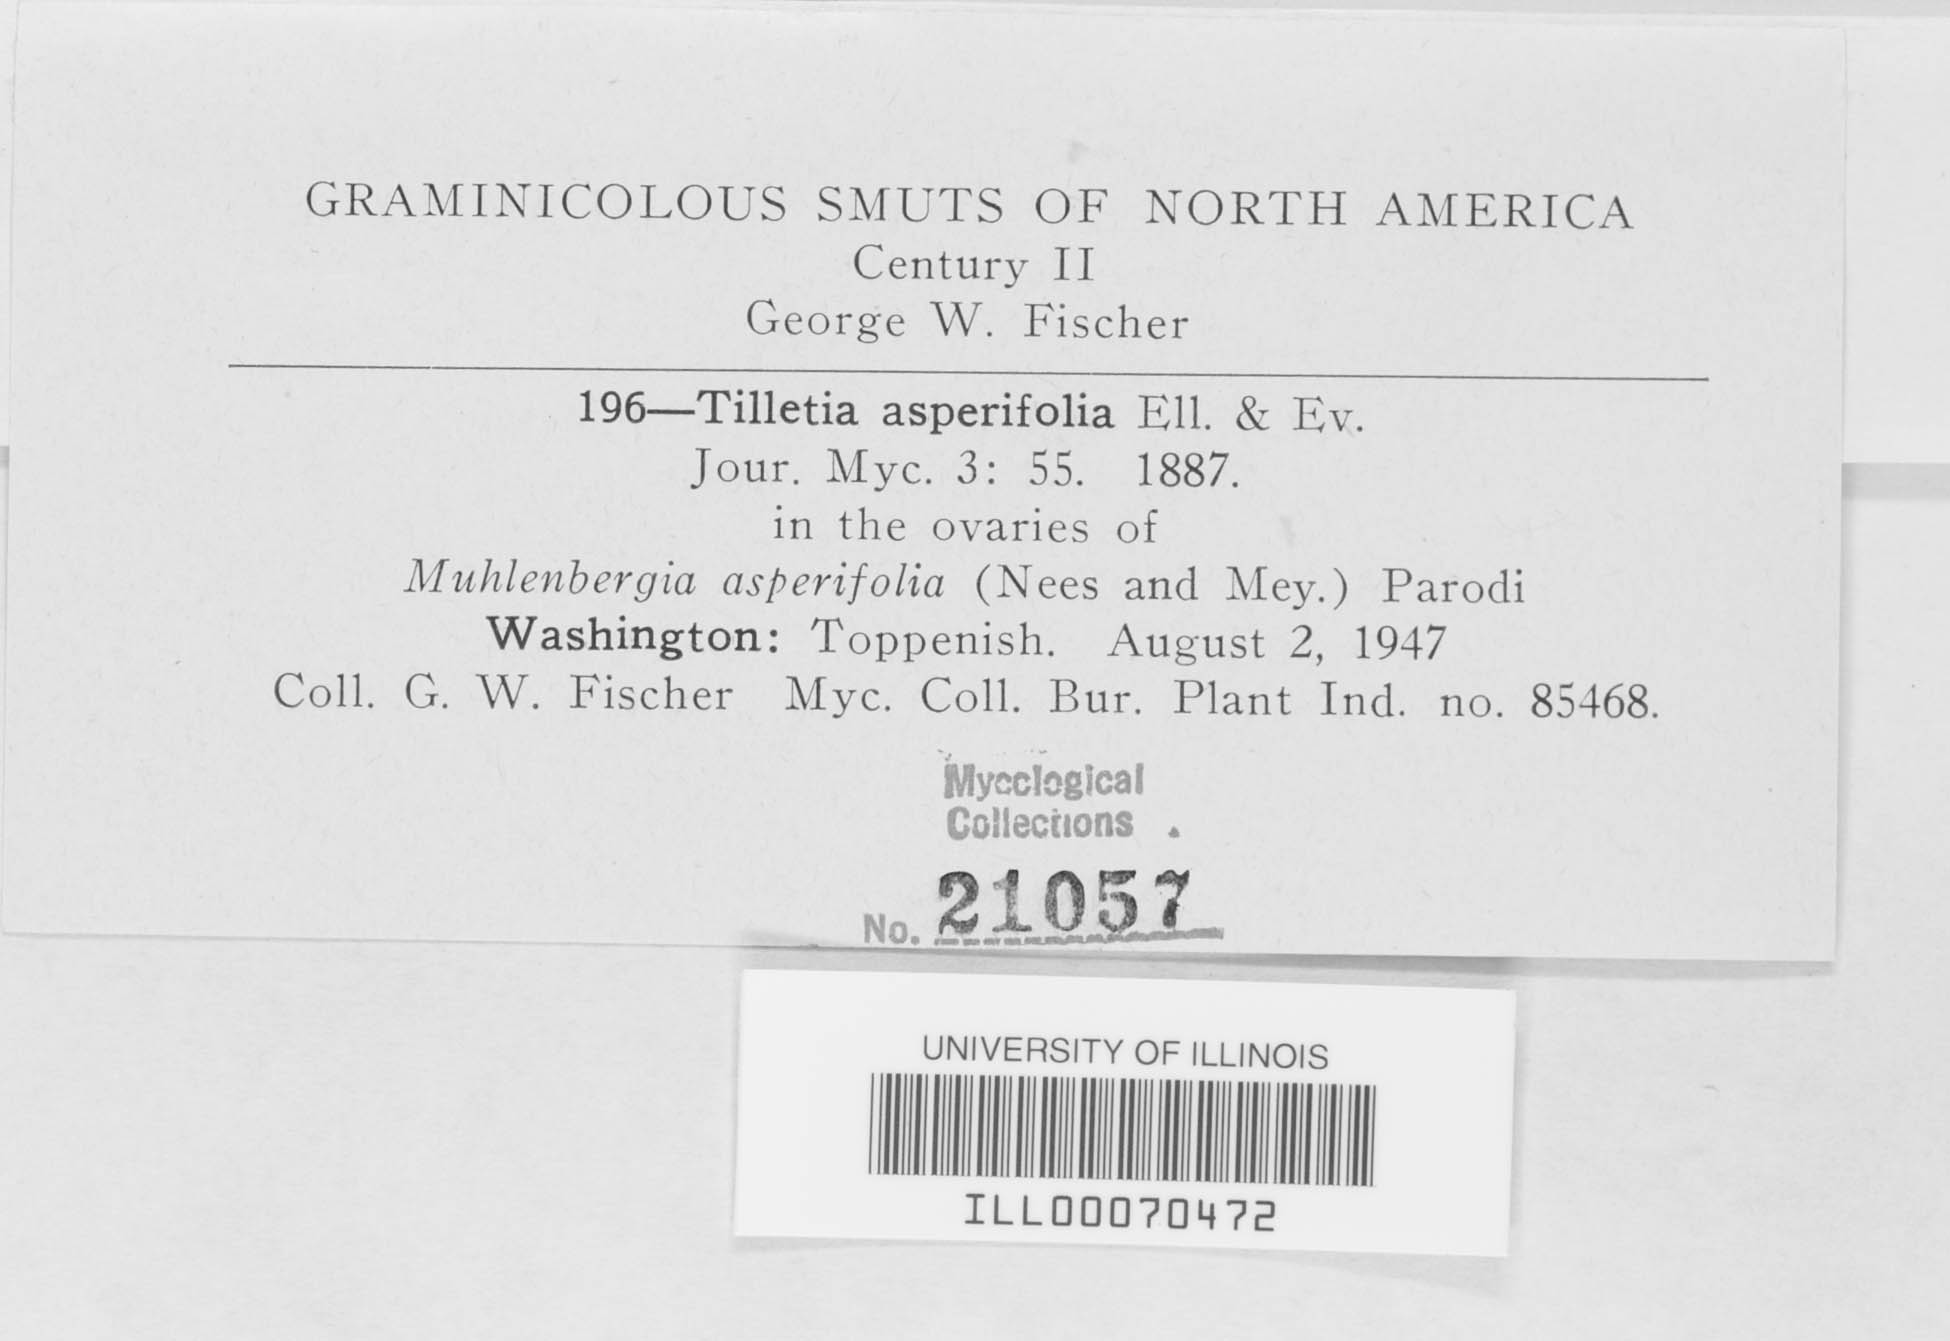 GRAMINICOLOUS SMUTS OF NORTH AMERICA
Century II
George W. Fischer
196—Tilletia asperifolia Ell. & Ev.
Jour. Myc. 3: 55. 1887.
in the ovaries of
Muhlenbergia asperifolia (Nees and Mey.) Parodi
Washington: Toppenish. August 2, 1947
Coll. G. W. Fischer Myc. Coll. Bur. Plant Ind. no. 85468.
Mycological
Collections .
No. 21057
UNIVERSITY OF ILLINOIS
ILL00070472